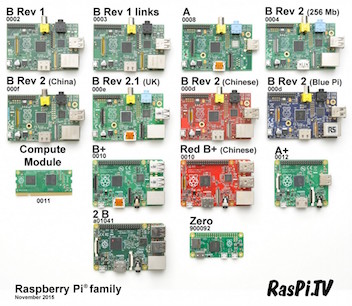 B Rev 1
0002
B Rev 1 links
0003
A
0008
B Rev 2 (256 Mb)
0004
B Rev 2 (China)
000f
B Rev 2.1 (UK)
000e
B Rev 2 (Chinese)
000d
B Rev 2 (Blue Pi)
000d
Compute
Module
0011
B+
0010
Red B+ (Chinese)
0010
A+
0012
2 B
a01041
Zero
900092
Raspberry Pi® family
November 2015
RasPi.TV